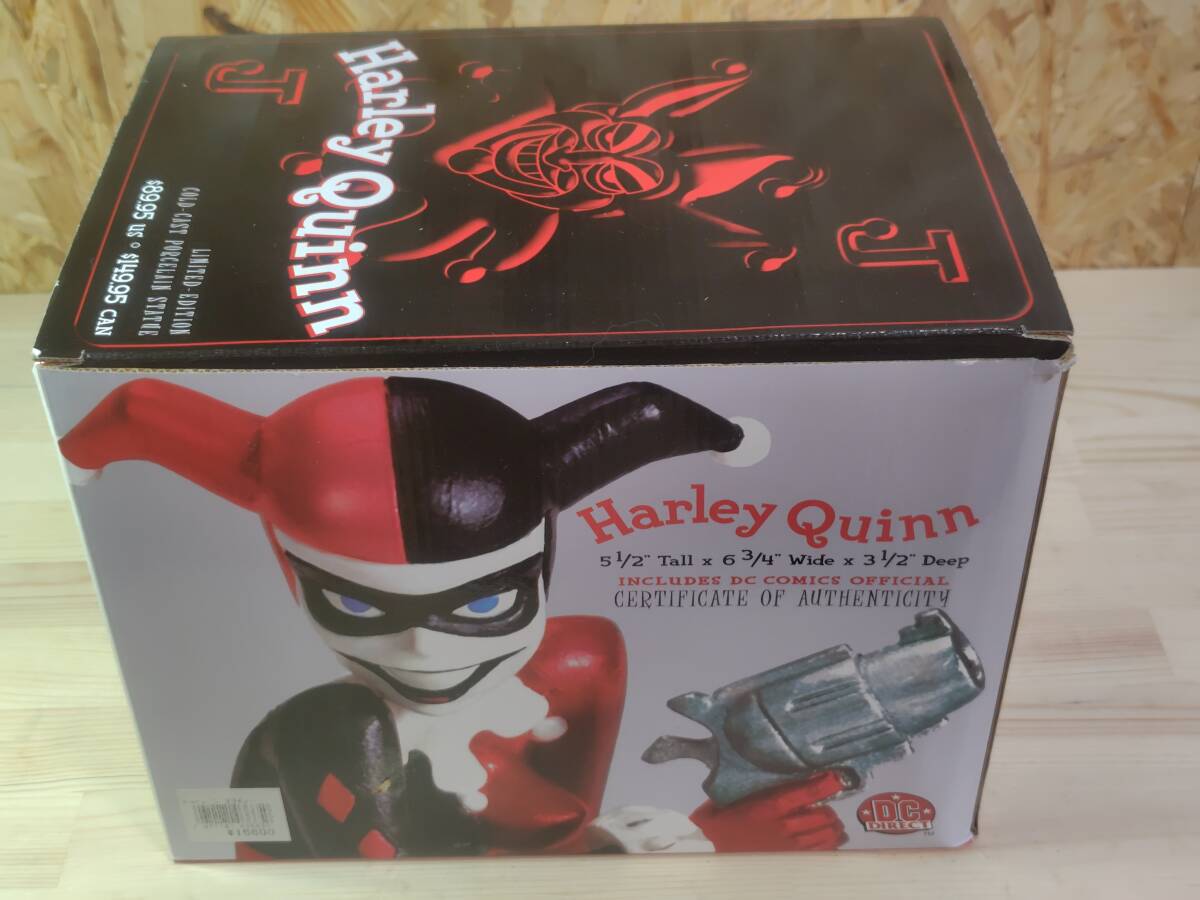 J
Harley Quinn
J
LIMITED-EDITION
COLD-CAST PORCELAIN STATUE
$89.95 US ◦ $149.95 CAN
Harley Quinn
5 1/2" Tall x 6 3/4" Wide x 3 1/2" Deep
INCLUDES DC COMICS OFFICIAL
CERTIFICATE OF AUTHENTICITY
DC
DIRECT
TM